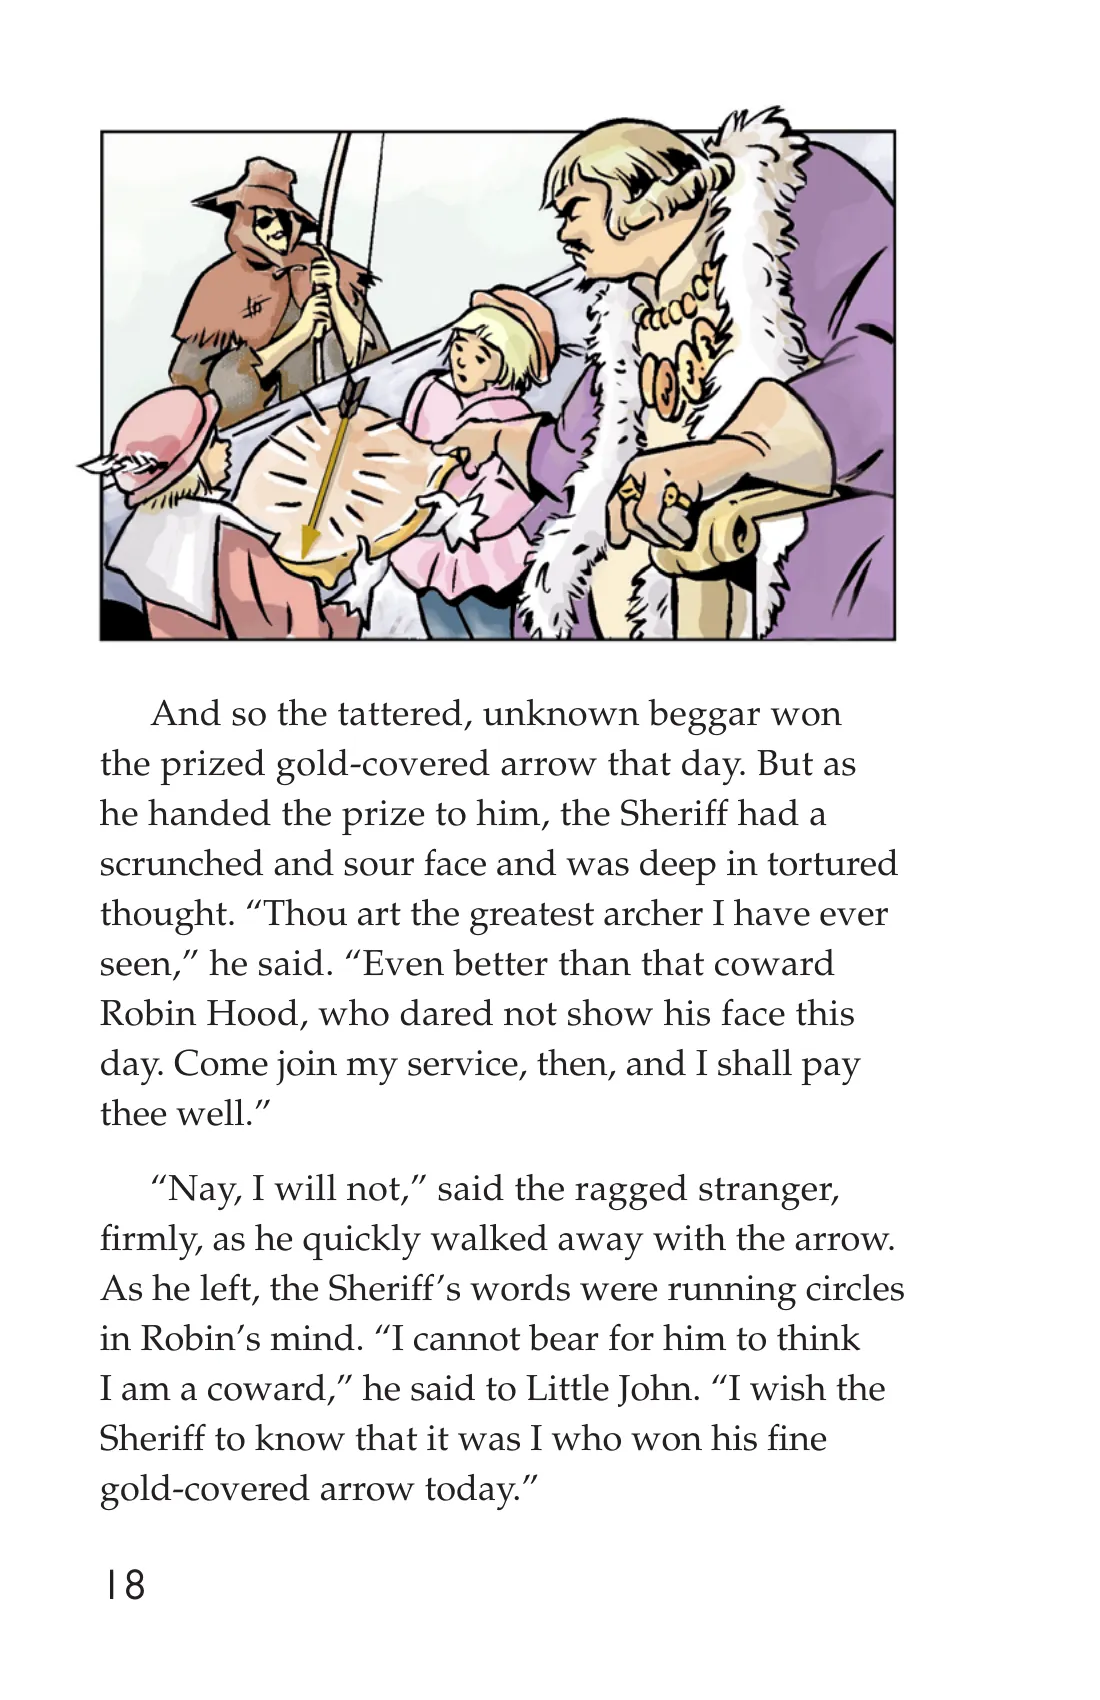 And so the tattered, unknown beggar won
the prized gold-covered arrow that day. But as
he handed the prize to him, the Sheriff had a
scrunched and sour face and was deep in tortured
thought. “Thou art the greatest archer I have ever
seen,” he said. “Even better than that coward
Robin Hood, who dared not show his face this
day. Come join my service, then, and I shall pay
thee well.”
“Nay, I will not,” said the ragged stranger,
firmly, as he quickly walked away with the arrow.
As he left, the Sheriff’s words were running circles
in Robin’s mind. “I cannot bear for him to think
I am a coward,” he said to Little John. “I wish the
Sheriff to know that it was I who won his fine
gold-covered arrow today.”
18